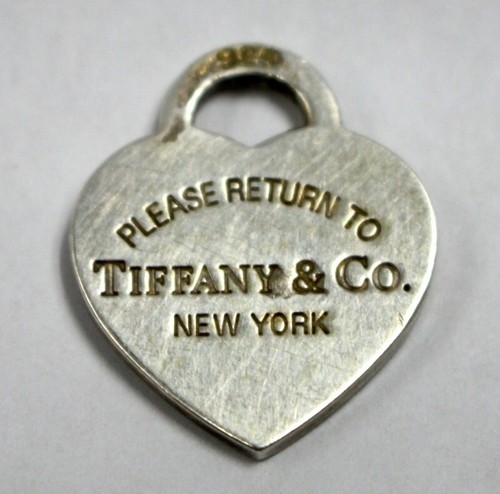 PLEASE RETURN TO
TIFFANY & CO.
NEW YORK